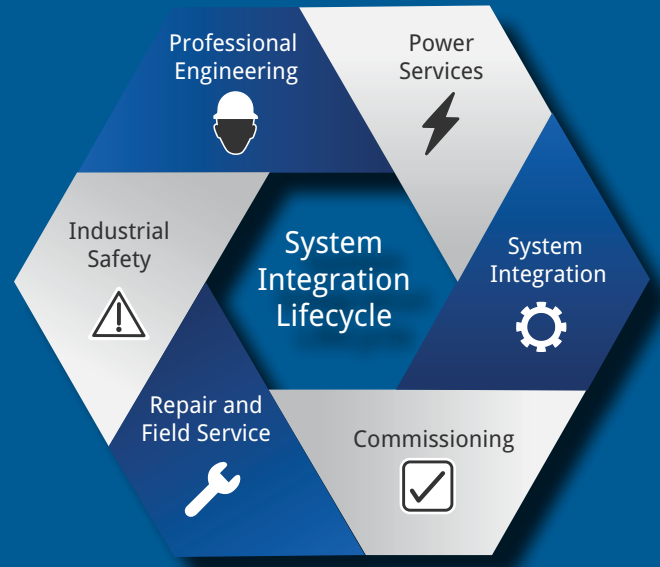 Professional
Engineering
Power
Services
Industrial
Safety
System
Integration
Lifecycle
System
Integration
Repair and
Field Service
Commissioning